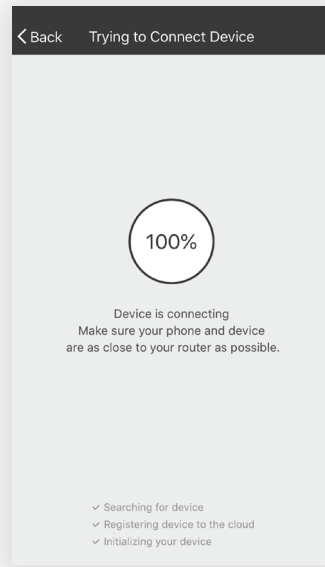 Back Trying to Connect Device
100%
Device is connecting
Make sure your phone and device
are as close to your router as possible.
✓ Searching for device
✓ Registering device to the cloud
✓ Initializing your device